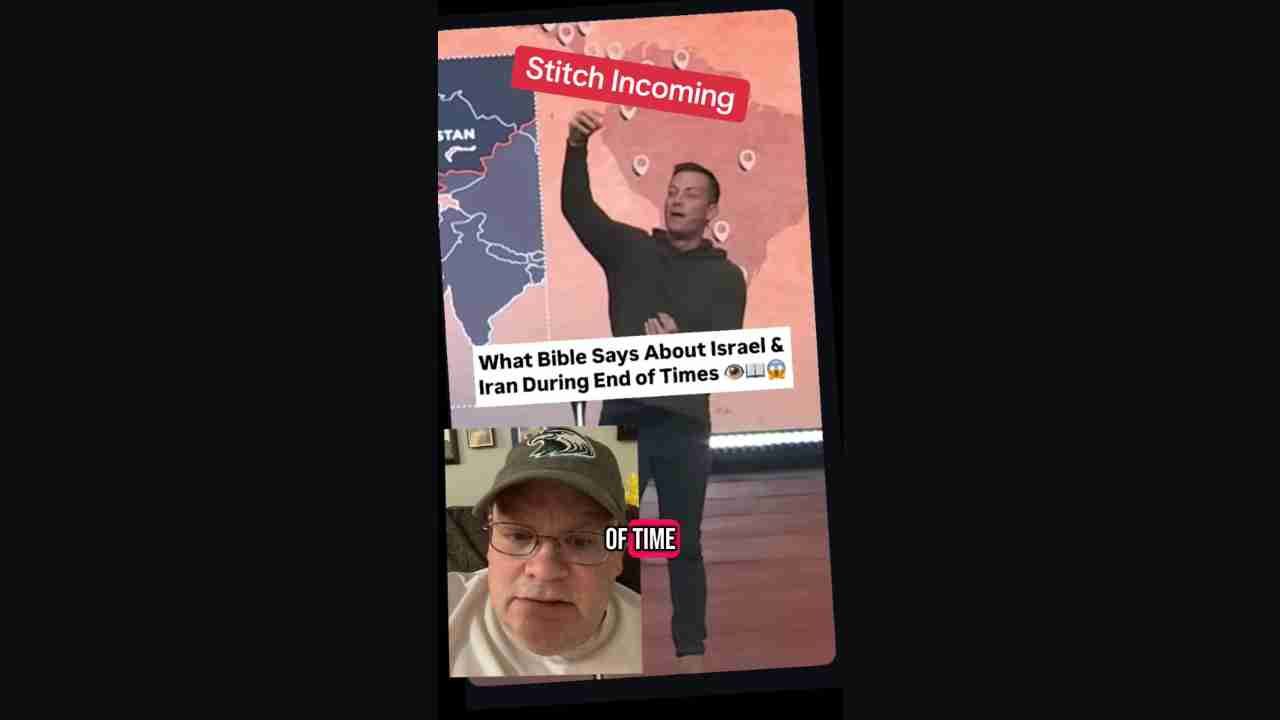 Stitch Incoming
STAN
What Bible Says About Israel &
Iran During End of Times 👁️📖😱
OF TIME